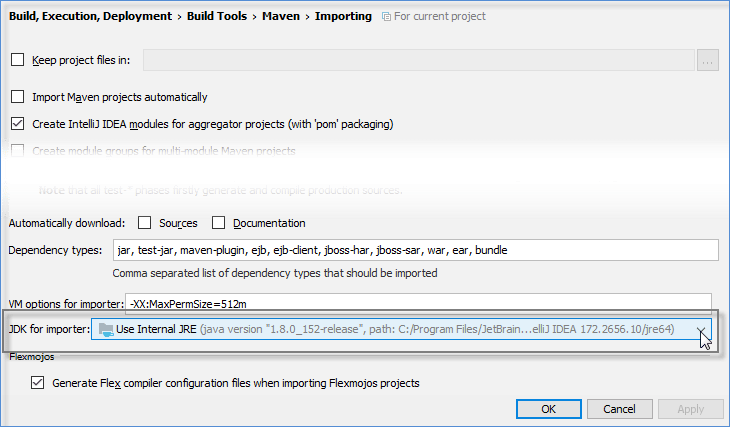 Build, Execution, Deployment › Build Tools › Maven › Importing For current project
Keep project files in: ...
Import Maven projects automatically
Create IntelliJ IDEA modules for aggregator projects (with 'pom' packaging)
Create module groups for multi-module Maven projects
Note that all test-* phases firstly generate and compile production sources.
Automatically download: Sources Documentation
Dependency types: jar, test-jar, maven-plugin, ejb, ejb-client, jboss-har, jboss-sar, war, ear, bundle
Comma separated list of dependency types that should be imported
VM options for importer: -XX:MaxPermSize=512m
JDK for importer: Use Internal JRE (java version "1.8.0_152-release", path: C:/Program Files/JetBrain...elliJ IDEA 172.2656.10/jre64)
Flexmojos
Generate Flex compiler configuration files when importing Flexmojos projects
OK Cancel Apply